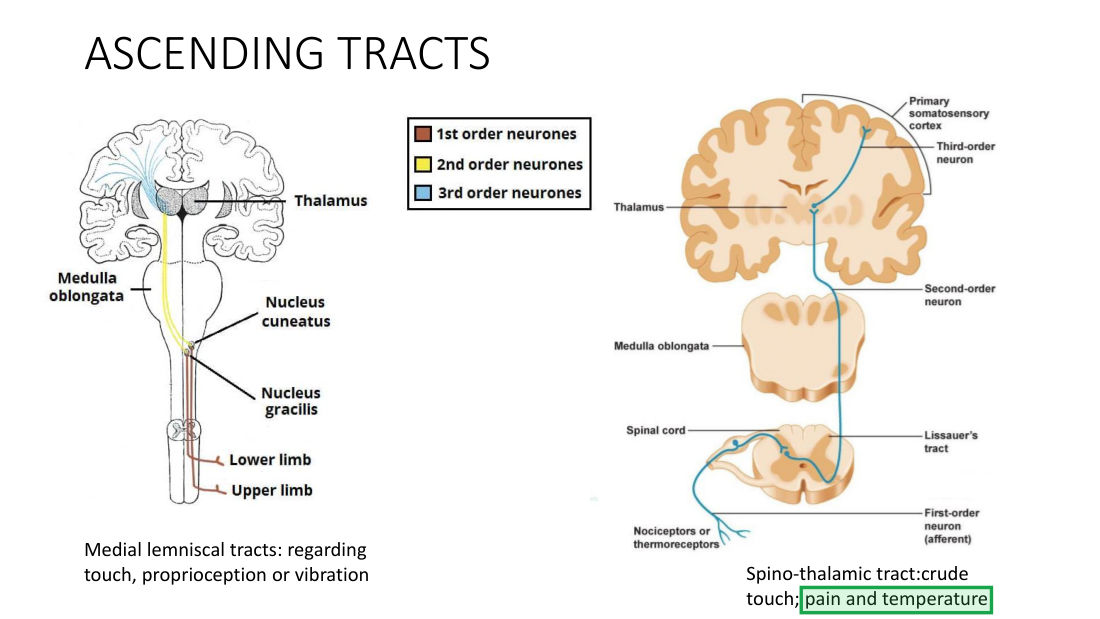 ASCENDING TRACTS
1st order neurones
2nd order neurones
3rd order neurones
Thalamus
Medulla
oblongata
Nucleus
cuneatus
Nucleus
gracilis
Lower limb
Upper limb
Medial lemniscal tracts: regarding
touch, proprioception or vibration
Primary
somatosensory
cortex
Third-order
neuron
Thalamus
Second-order
neuron
Medulla oblongata
Spinal cord
Lissauer's
tract
First-order
neuron
(afferent)
Nociceptors or
thermoreceptors
Spino-thalamic tract:crude
touch; pain and temperature